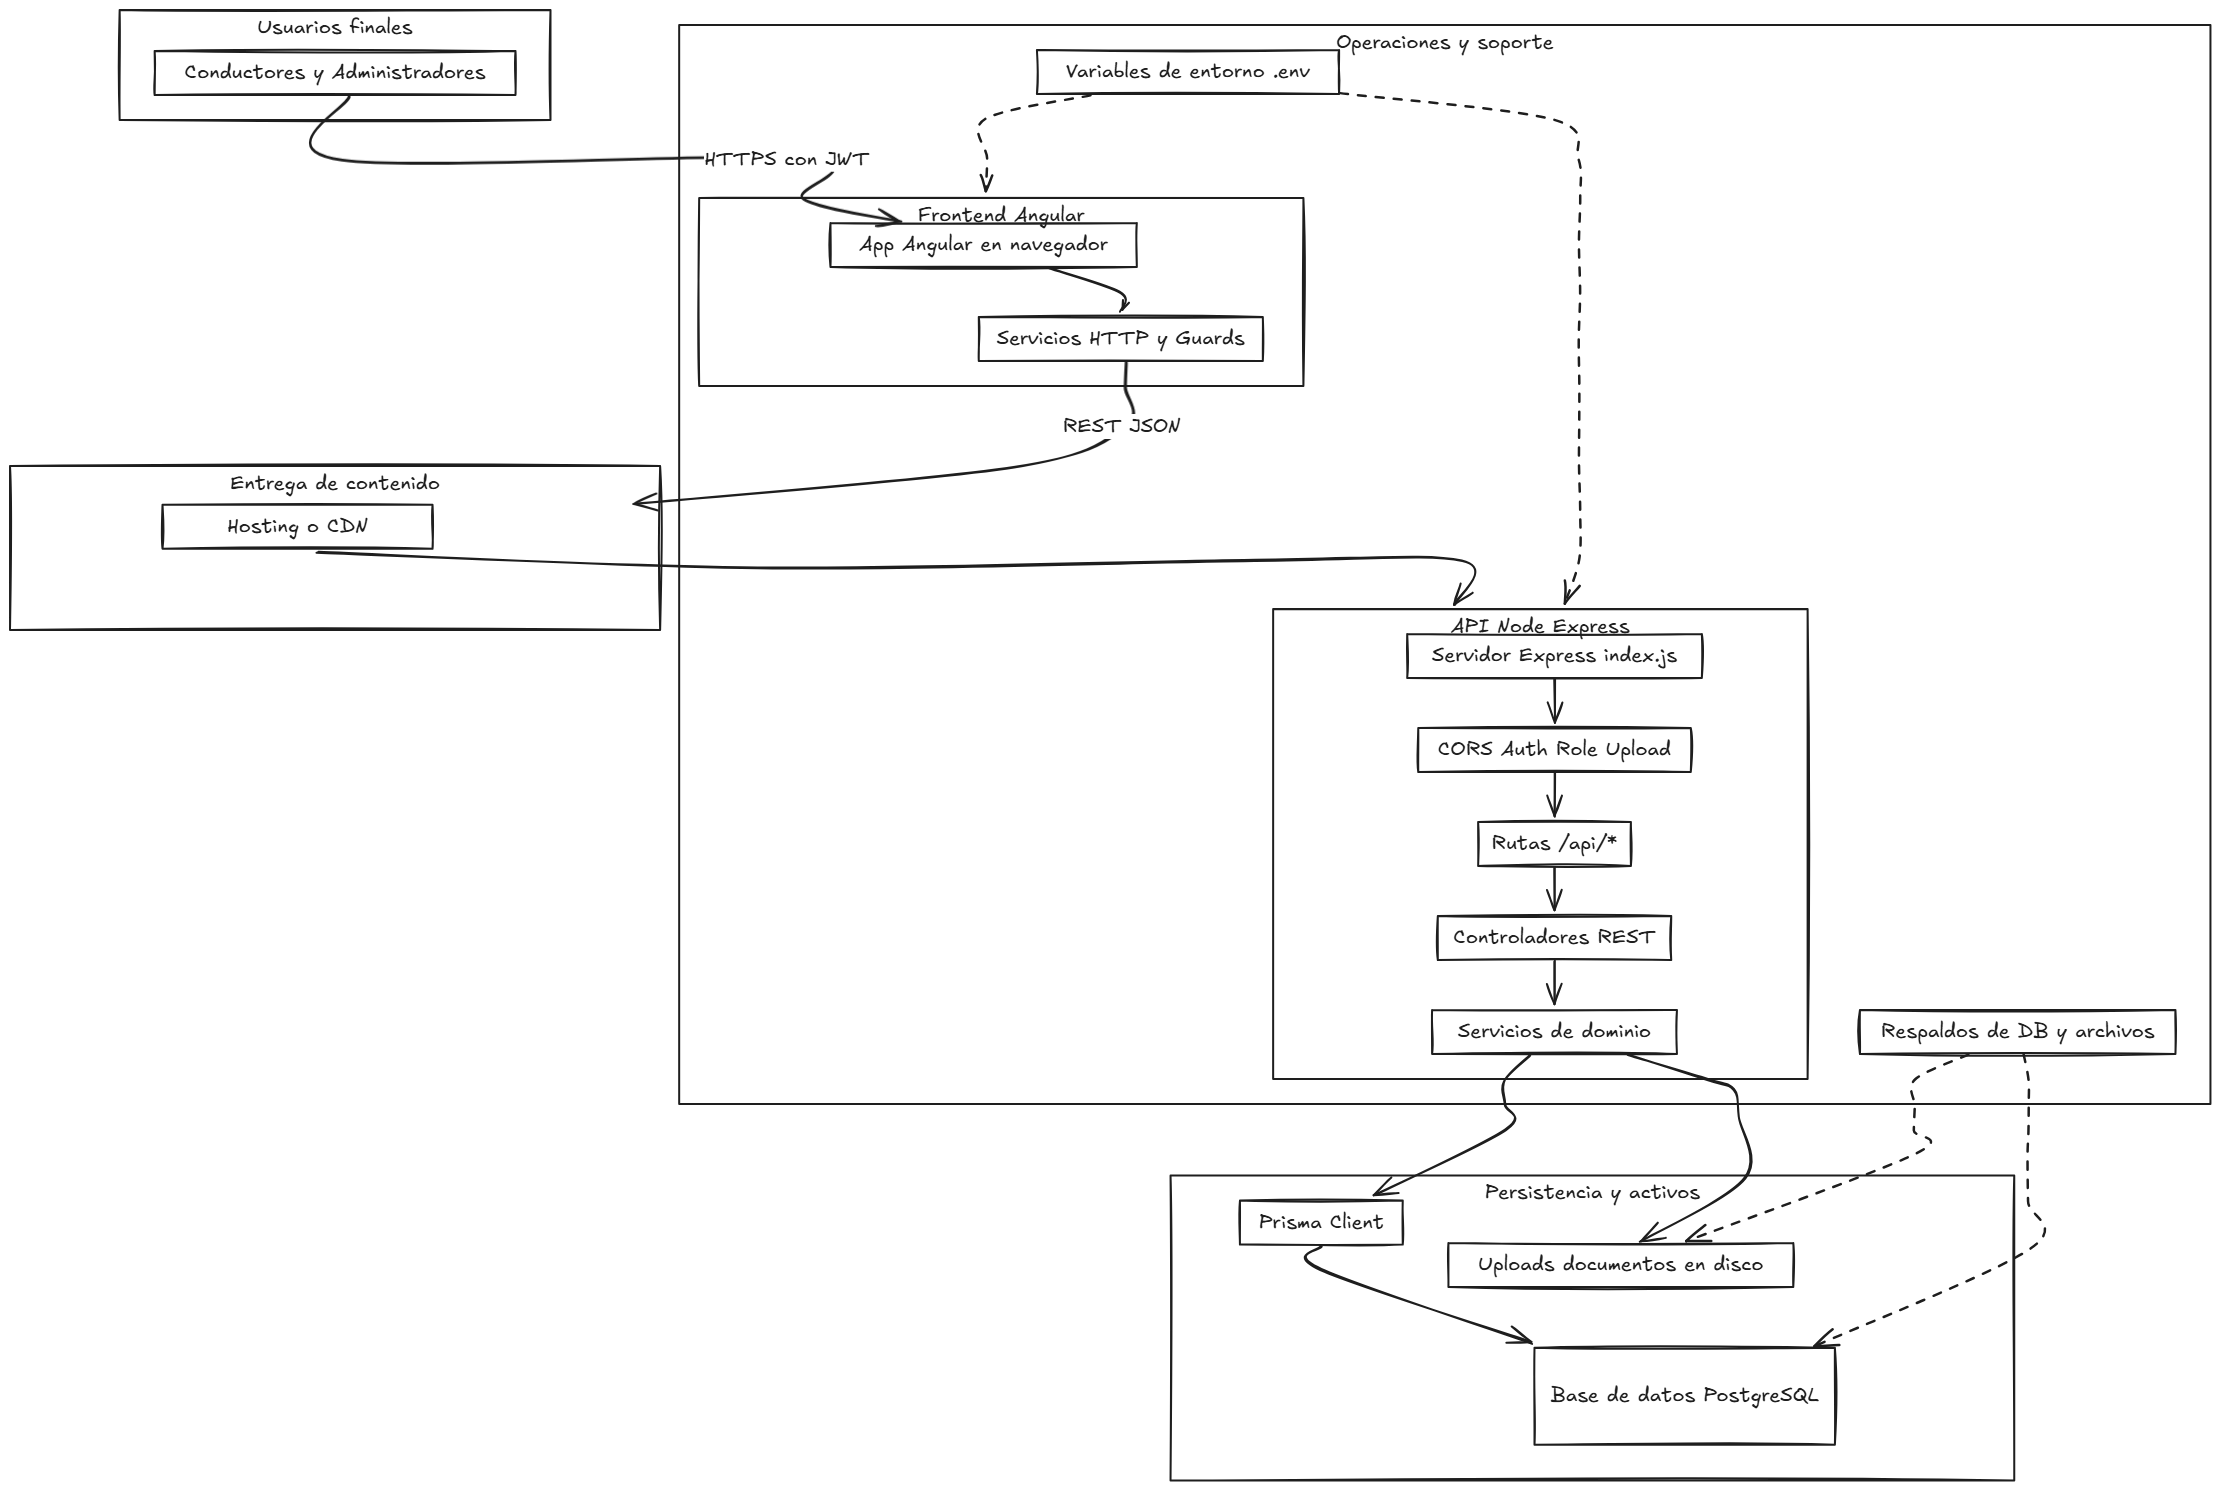 Usuarios finales
Conductores y Administradores
Operaciones y soporte
Variables de entorno .env
HTTPS con JWT
Frontend Angular
App Angular en navegador
Servicios HTTP y Guards
REST JSON
Entrega de contenido
Hosting o CDN
API Node Express
Servidor Express index.js
CORS Auth Role Upload
Rutas /api/*
Controladores REST
Servicios de dominio
Respaldos de DB y archivos
Persistencia y activos
Prisma Client
Uploads documentos en disco
Base de datos PostgreSQL